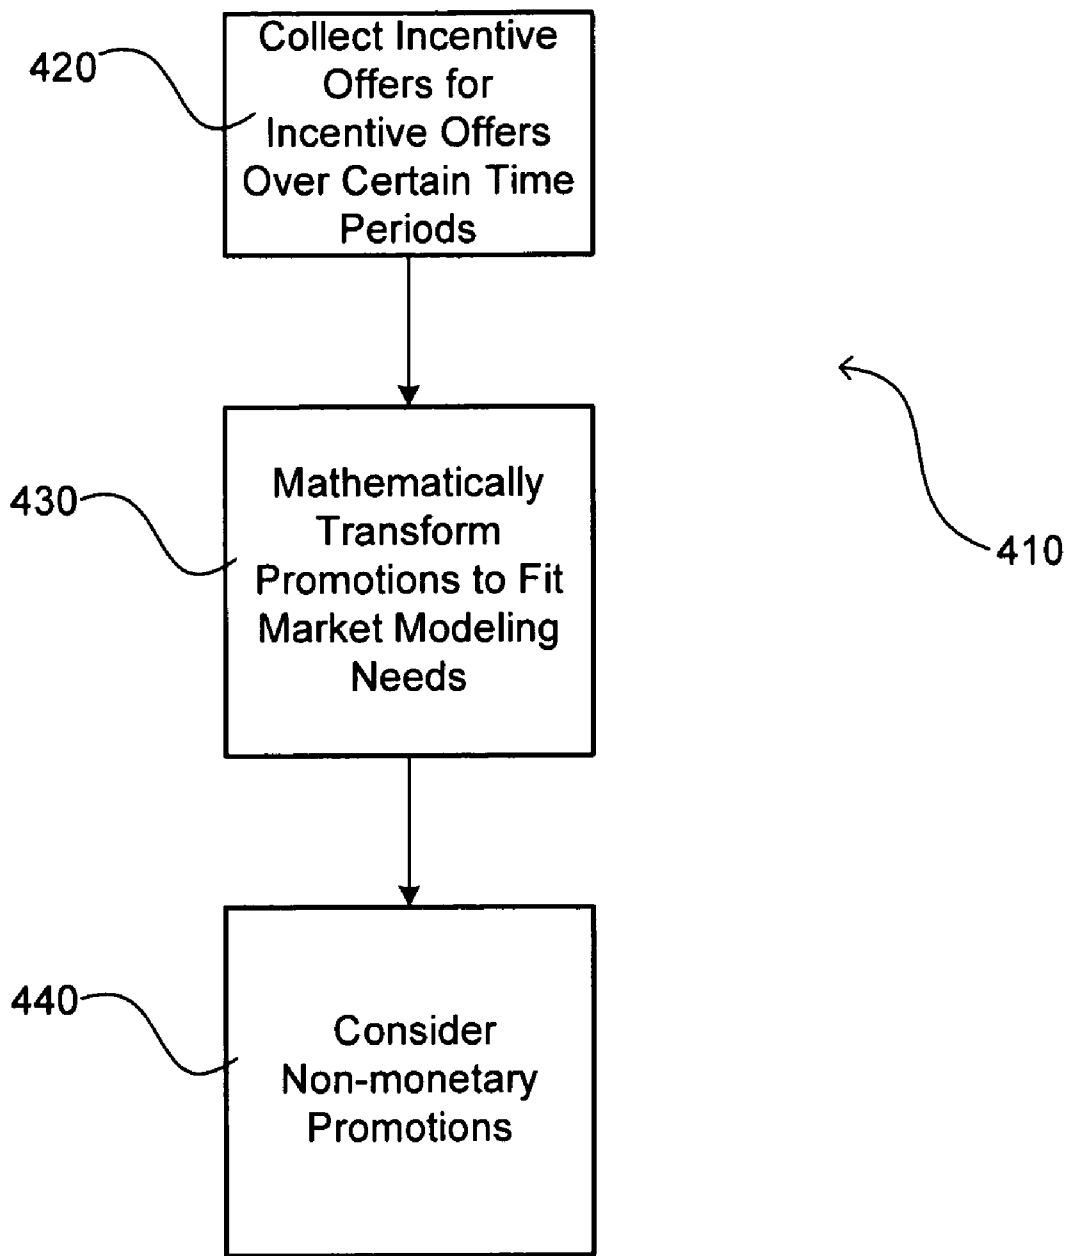 420
Collect Incentive
Offers for
Incentive Offers
Over Certain Time
Periods
410
430
Mathematically
Transform
Promotions to Fit
Market Modeling
Needs
440
Consider
Non-monetary
Promotions